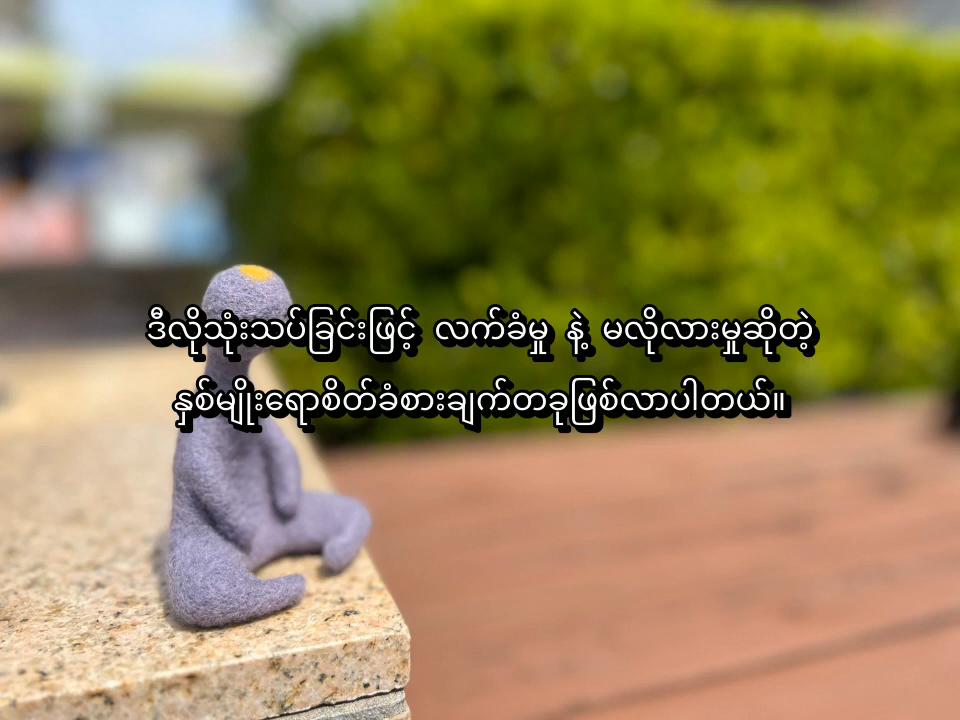 ဒီလိုသုံးသပ်ခြင်းဖြင့် လက်ခံမှု နဲ့ မလိုလားမှုဆိုတဲ့
နှစ်မျိုးရောစိတ်ခံစားချက်တခုဖြစ်လာပါတယ်။